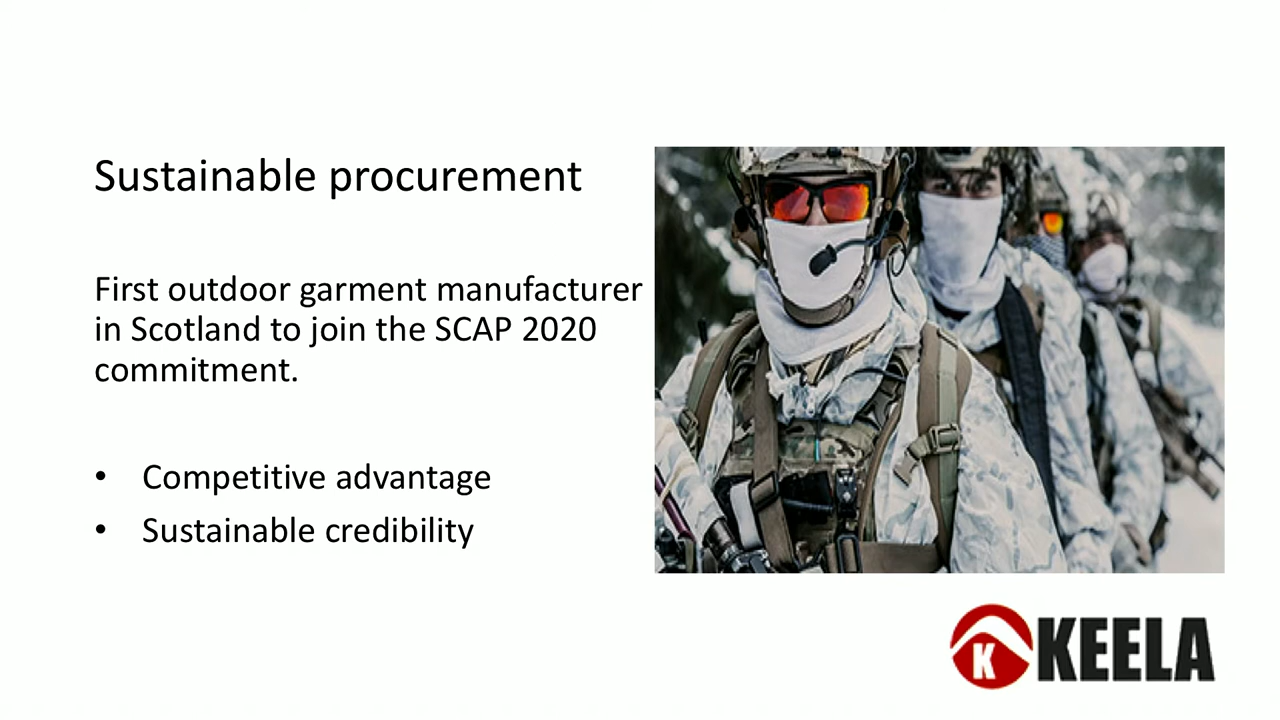 Sustainable procurement
First outdoor garment manufacturer
in Scotland to join the SCAP 2020
commitment.
• Competitive advantage
• Sustainable credibility
K KEELA